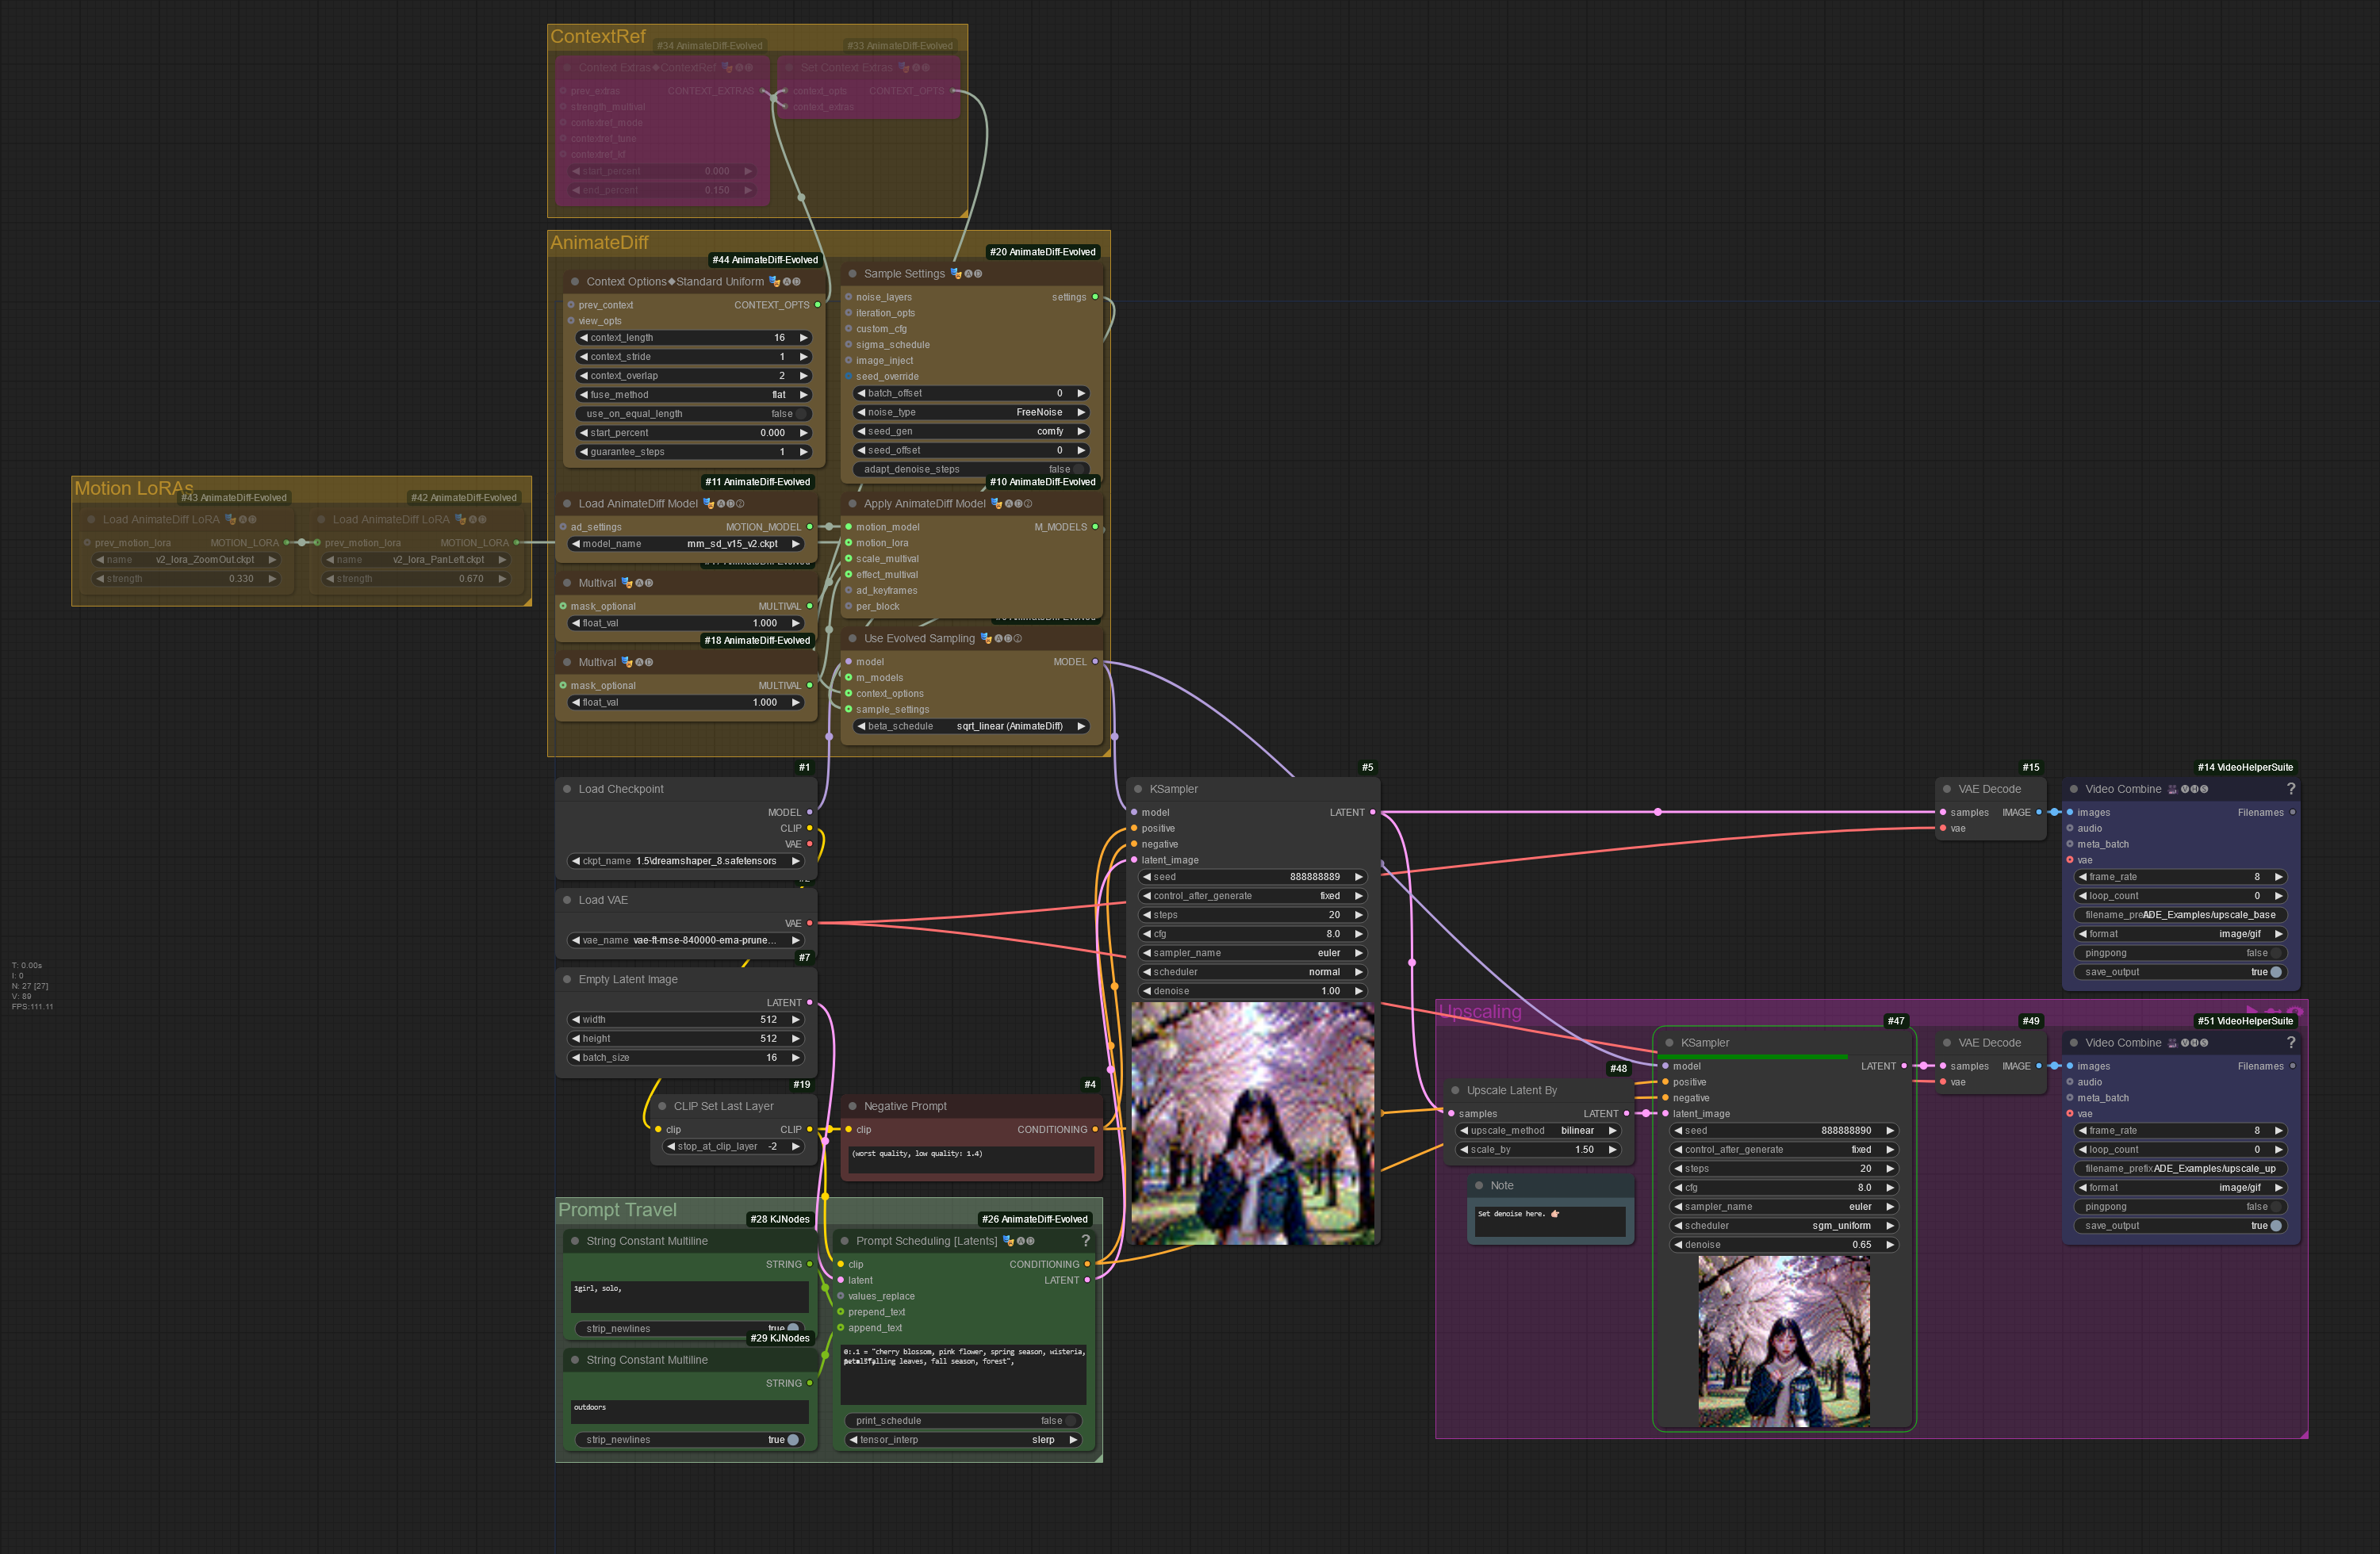 ContextRef
#34 AnimateDiff-Evolved
#33 AnimateDiff-Evolved
Context Extras◆ContextRef
Set Context Extras
prev_extras CONTEXT_EXTRAS
strength_multival
contextref_mode
contextref_tune
contextref_kf
start_percent 0.000
end_percent 0.150
context_opts CONTEXT_OPTS
context_extras
AnimateDiff
#44 AnimateDiff-Evolved
Context Options◆Standard Uniform
prev_context CONTEXT_OPTS
view_opts
context_length 16
context_stride 1
context_overlap 2
fuse_method flat
use_on_equal_length false
start_percent 0.000
guarantee_steps 1
#20 AnimateDiff-Evolved
Sample Settings
noise_layers settings
iteration_opts
custom_cfg
sigma_schedule
image_inject
seed_override
batch_offset 0
noise_type FreeNoise
seed_gen comfy
seed_offset 0
adapt_denoise_steps false
Motion LoRAs
#43 AnimateDiff-Evolved
#42 AnimateDiff-Evolved
Load AnimateDiff LoRA
prev_motion_lora MOTION_LORA
name v2_lora_ZoomOut.ckpt
strength 0.330
Load AnimateDiff LoRA
prev_motion_lora MOTION_LORA
name v2_lora_PanLeft.ckpt
strength 0.670
#11 AnimateDiff-Evolved
Load AnimateDiff Model
ad_settings MOTION_MODEL
model_name mm_sd_v15_v2.ckpt
Multival
mask_optional MULTIVAL
float_val 1.000
#18 AnimateDiff-Evolved
Multival
mask_optional MULTIVAL
float_val 1.000
#10 AnimateDiff-Evolved
Apply AnimateDiff Model
motion_model M_MODELS
motion_lora
scale_multival
effect_multival
ad_keyframes
per_block
Use Evolved Sampling
model MODEL
m_models
context_options
sample_settings
beta_schedule sqrt_linear (AnimateDiff)
#1
Load Checkpoint
MODEL
CLIP
VAE
ckpt_name 1.5\dreamshaper_8.safetensors
Load VAE
VAE
vae_name vae-ft-mse-840000-ema-prune...
#7
Empty Latent Image
LATENT
width 512
height 512
batch_size 16
#19
CLIP Set Last Layer
clip CLIP
stop_at_clip_layer -2
#4
Negative Prompt
clip CONDITIONING
(worst quality, low quality: 1.4)
T: 0.00s
I: 0
N: 27 [27]
V: 89
FPS:111.11
Prompt Travel
#28 KJNodes
String Constant Multiline
STRING
1girl, solo,
strip_newlines true
#29 KJNodes
String Constant Multiline
STRING
outdoors
strip_newlines true
#26 AnimateDiff-Evolved
Prompt Scheduling [Latents] ?
clip CONDITIONING
latent LATENT
values_replace
prepend_text
append_text
0:.1 = "cherry blossom, pink flower, spring season, wisteria,
falling leaves, fall season, forest",
print_schedule false
tensor_interp slerp
#5
KSampler
model LATENT
positive
negative
latent_image
seed 888888889
control_after_generate fixed
steps 20
cfg 8.0
sampler_name euler
scheduler normal
denoise 1.00
#15
VAE Decode
samples IMAGE
vae
#14 VideoHelperSuite
Video Combine ?
images Filenames
audio
meta_batch
vae
frame_rate 8
loop_count 0
ADE_Examples/upscale_base
format image/gif
pingpong false
save_output true
Upscaling
#48
Upscale Latent By
samples LATENT
upscale_method bilinear
scale_by 1.50
Note
Set denoise here. 👉
#47
KSampler
model LATENT
positive
negative
latent_image
seed 888888890
control_after_generate fixed
steps 20
cfg 8.0
sampler_name euler
scheduler sgm_uniform
denoise 0.65
#49
VAE Decode
samples IMAGE
vae
#51 VideoHelperSuite
Video Combine ?
images Filenames
audio
meta_batch
vae
frame_rate 8
loop_count 0
filename_prefix ADE_Examples/upscale_up
format image/gif
pingpong false
save_output true